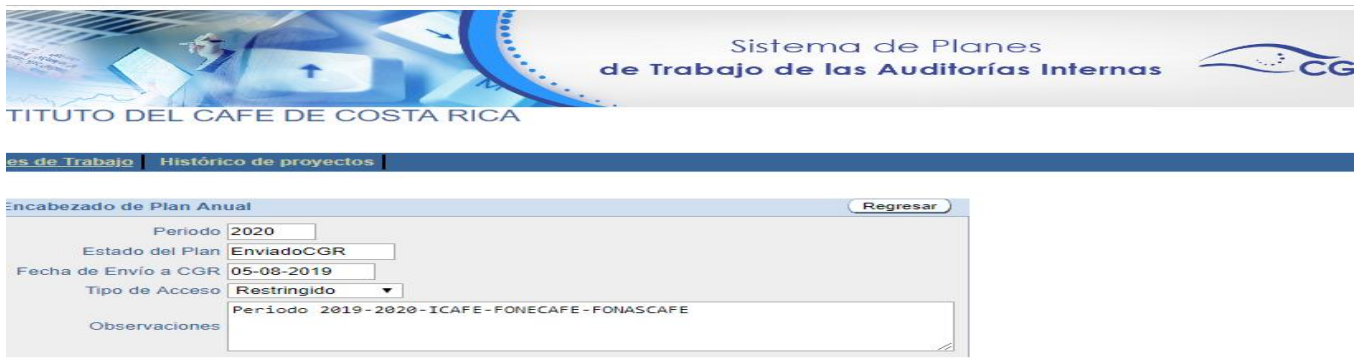 Sistema de Planes
de Trabajo de las Auditorías Internas
CG
TITUTO DEL CAFE DE COSTA RICA
es de Trabajo Histórico de proyectos
Encabezado de Plan Anual Regresar
Periodo 2020
Estado del Plan EnviadoCGR
Fecha de Envío a CGR 05-08-2019
Tipo de Acceso Restringido
Observaciones Periodo 2019-2020-ICAFE-FONECAFE-FONASCAFE